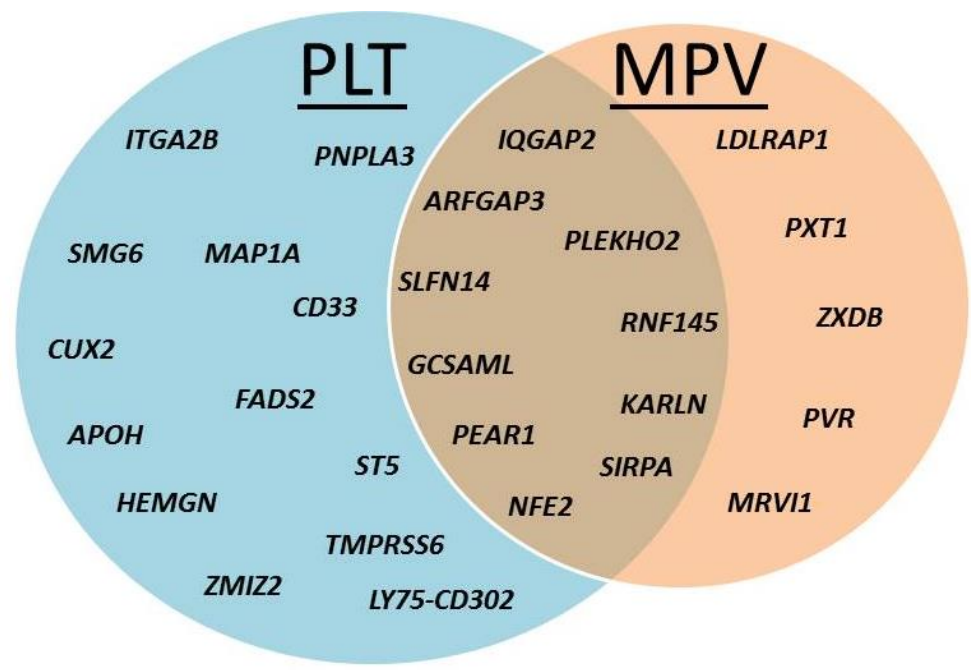 PLT
MPV
ITGA2B
PNPLA3
IQGAP2
LDLRAP1
ARFGAP3
PLEKHO2
PXT1
SMG6
MAP1A
SLFN14
CD33
RNF145
ZXDB
CUX2
GCSAML
FADS2
KARLN
PVR
APOH
PEAR1
ST5
SIRPA
HEMGN
NFE2
MRVI1
TMPRSS6
ZMIZ2
LY75-CD302